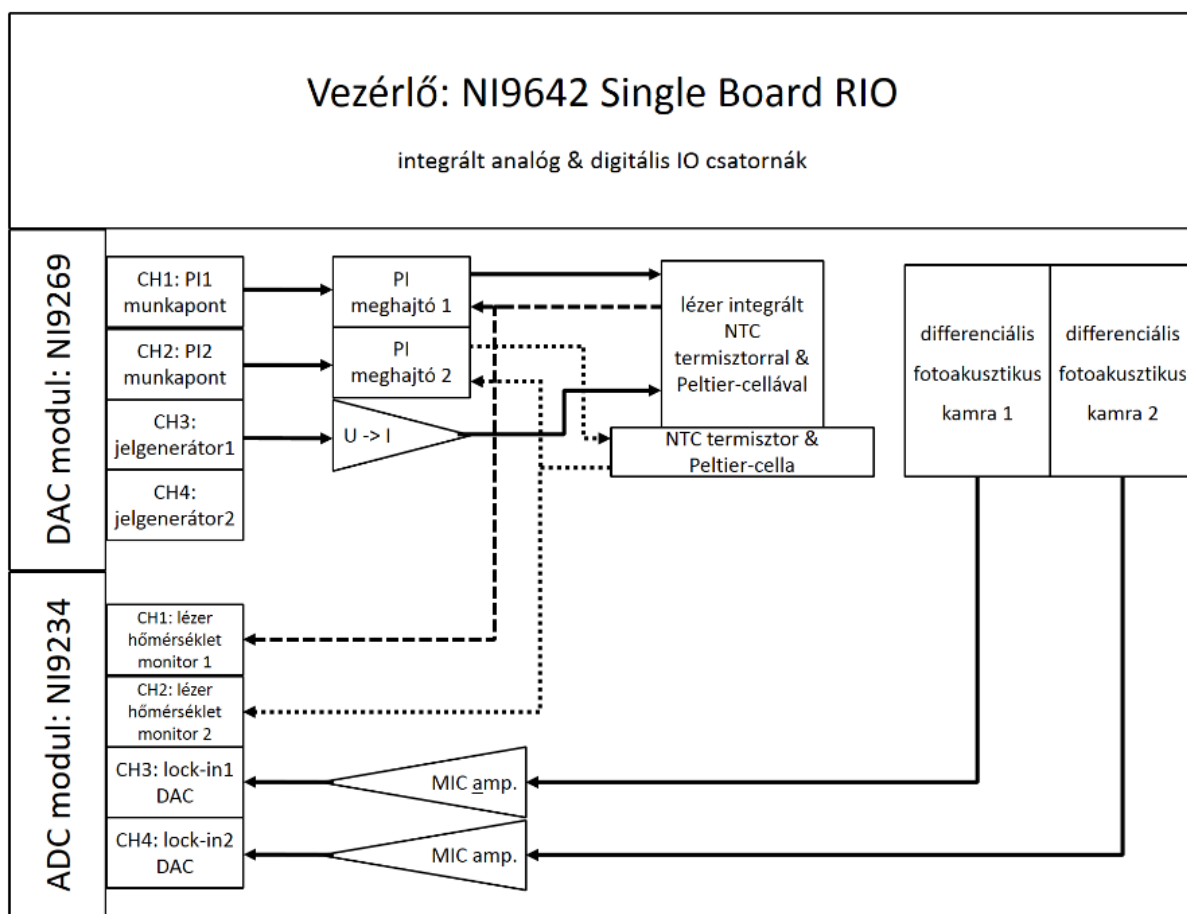 Vezérlő: NI9642 Single Board RIO
integrált analóg & digitális IO csatornák
DAC modul: NI9269
CH1: PI1
munkapont
CH2: PI2
munkapont
CH3:
jelgenerátor1
CH4:
jelgenerátor2
PI
meghajtó 1
PI
meghajtó 2
U -> I
lézer integrált
NTC
termisztorral &
Peltier-cellával
NTC termisztor &
Peltier-cella
differenciális
fotoakusztikus
kamra 1
differenciális
fotoakusztikus
kamra 2
ADC modul: NI9234
CH1: lézer
hőmérséklet
monitor 1
CH2: lézer
hőmérséklet
monitor 2
CH3: lock-in1
DAC
CH4: lock-in2
DAC
MIC amp.
MIC amp.